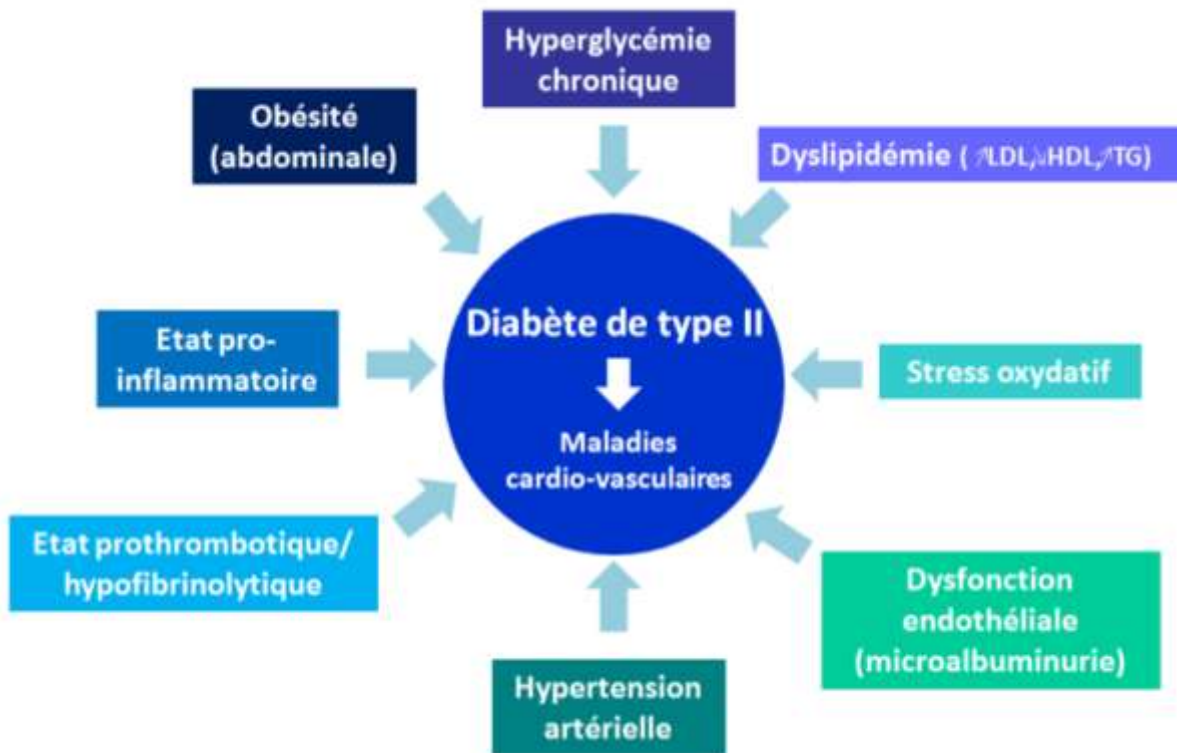 Hyperglycémie
chronique
Obésité
(abdominale)
Dyslipidémie ( ↗LDL,↘HDL,↗TG)
Diabète de type II
Etat pro-
inflammatoire
Stress oxydatif
Maladies
cardio-vasculaires
Etat prothrombotique/
hypofibrinolytique
Dysfonction
endothéliale
(microalbuminurie)
Hypertension
artérielle